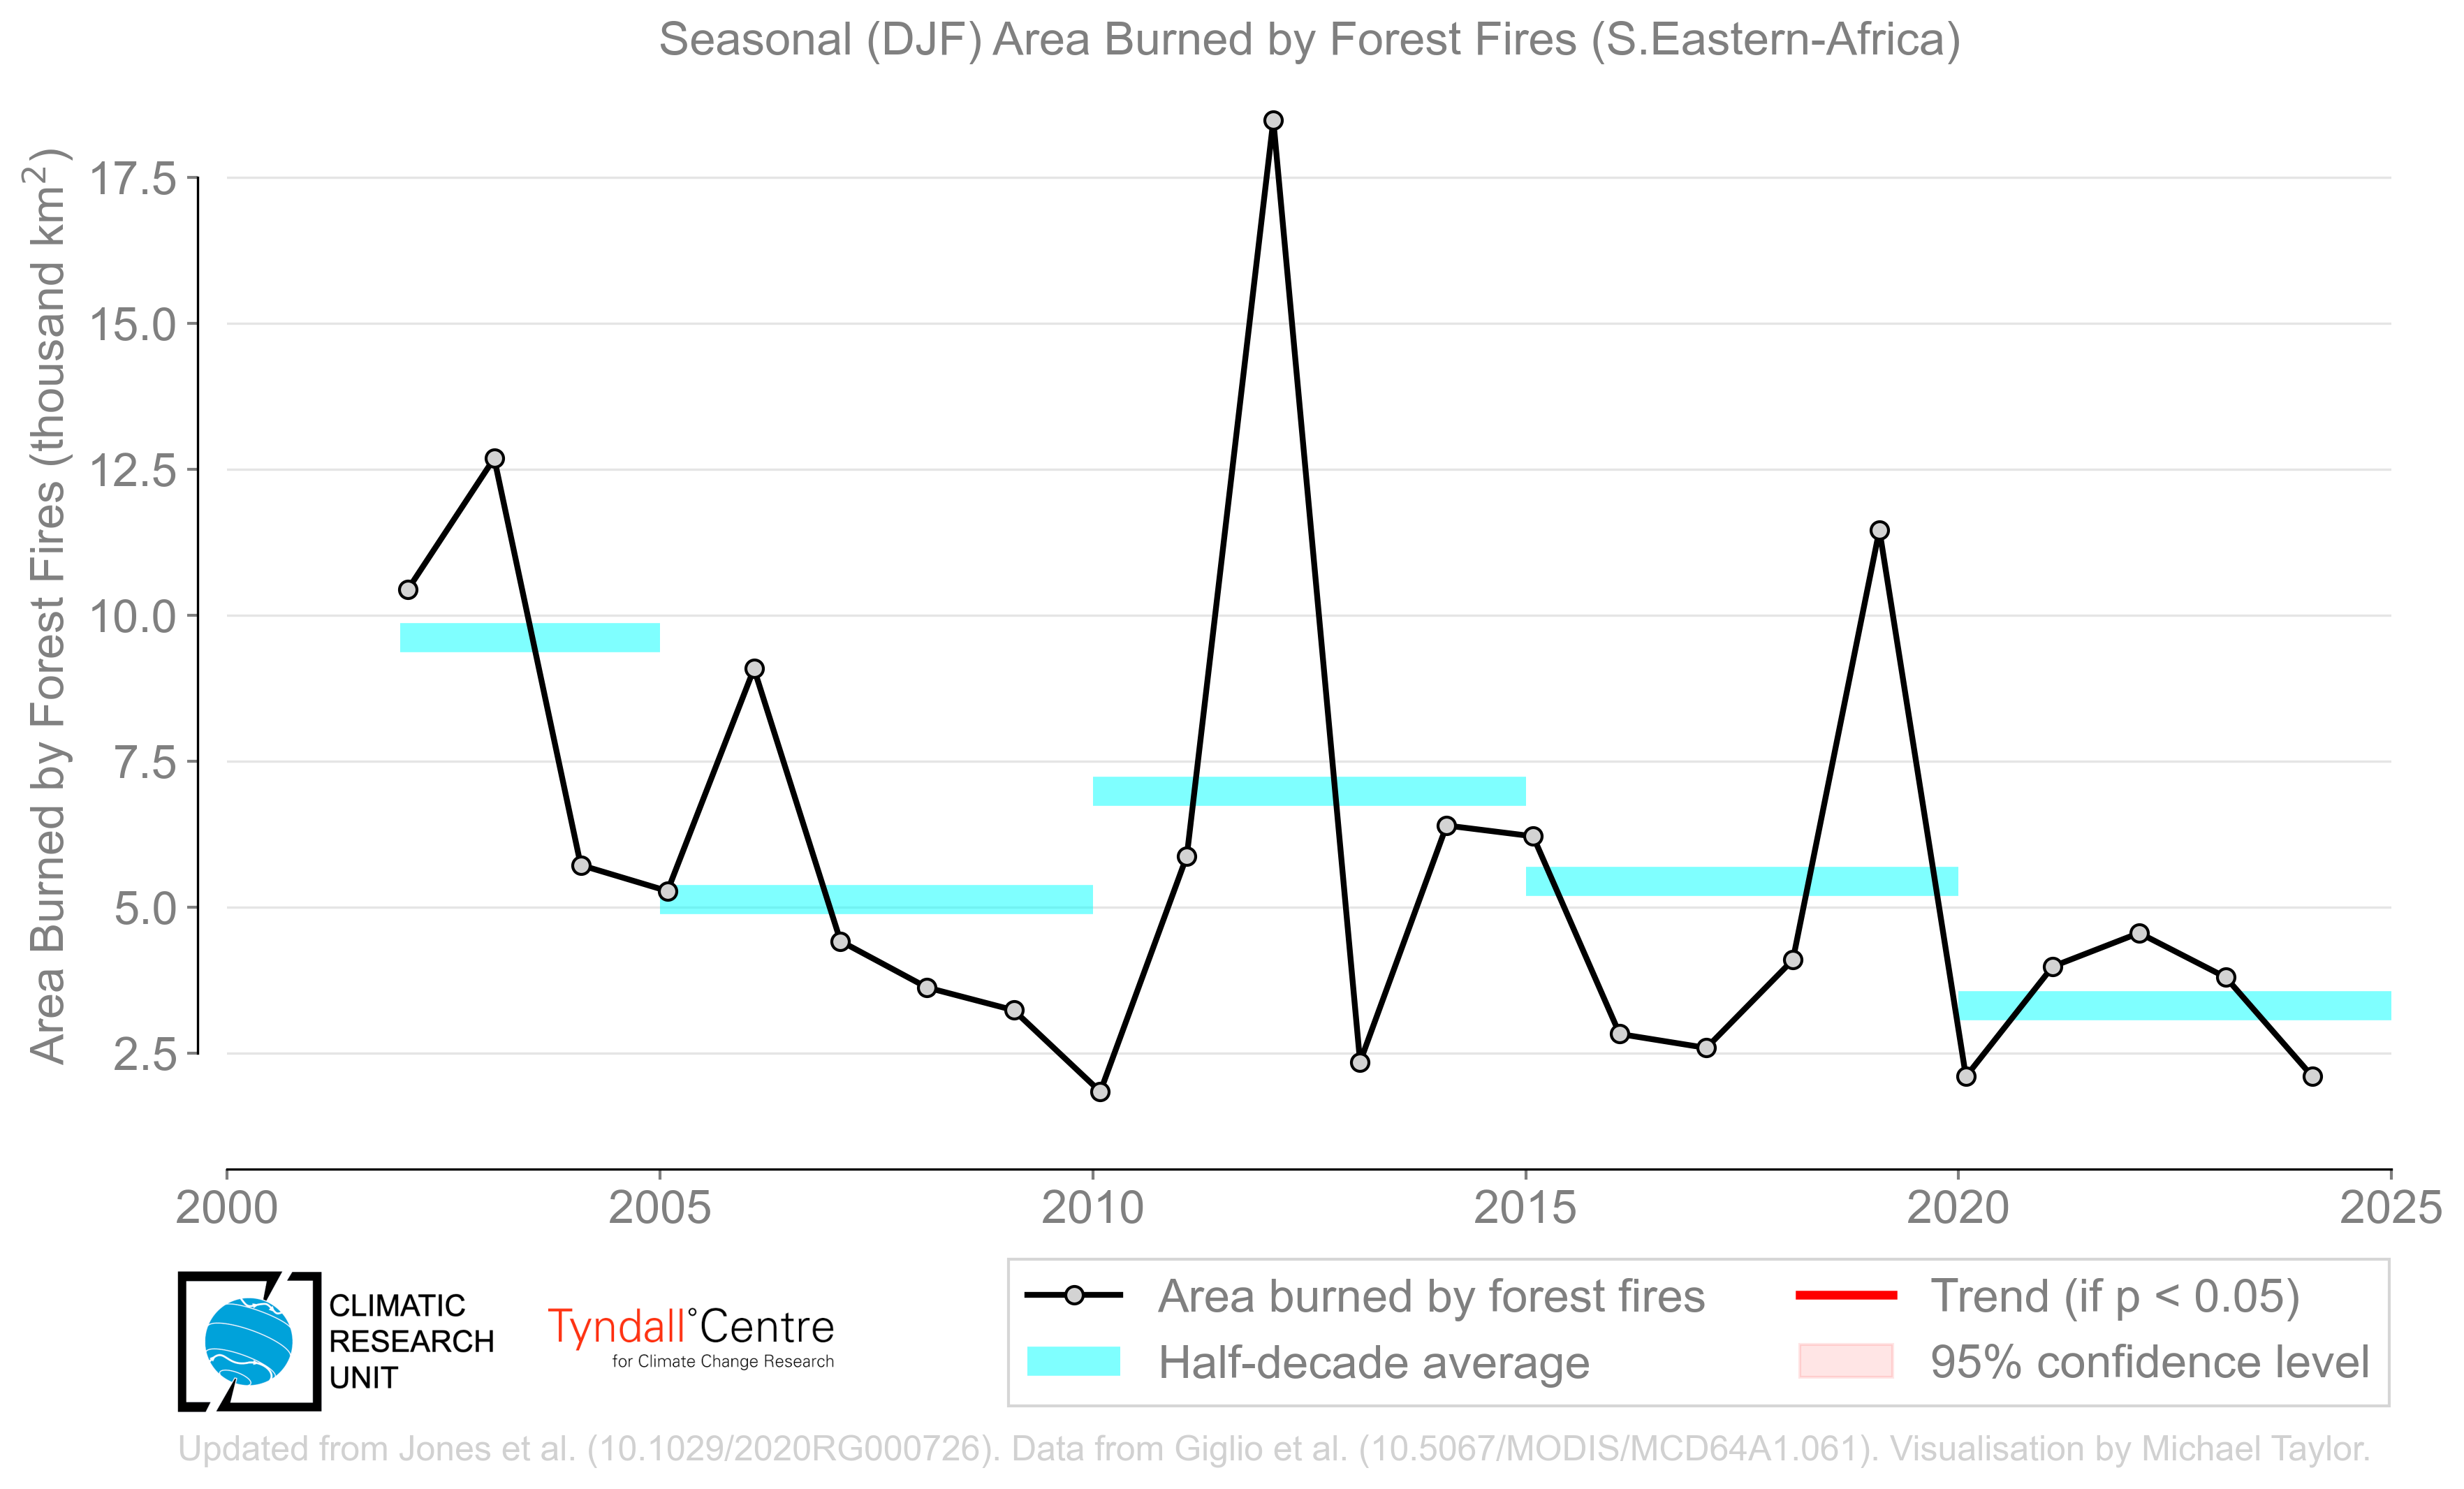 Seasonal (DJF) Area Burned by Forest Fires (S.Eastern-Africa)
Area Burned by Forest Fires (thousand km²)
17.5
15.0
12.5
10.0
7.5
5.0
2.5
2000 2005 2010 2015 2020 2025
CLIMATIC
RESEARCH
UNIT
Tyndall°Centre
for Climate Change Research
Area burned by forest fires
Half-decade average
Trend (if p < 0.05)
95% confidence level
Updated from Jones et al. (10.1029/2020RG000726). Data from Giglio et al. (10.5067/MODIS/MCD64A1.061). Visualisation by Michael Taylor.